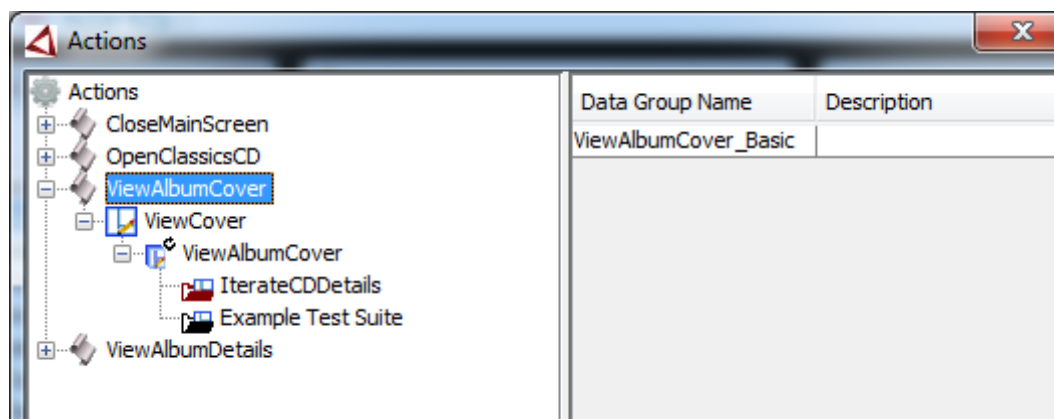 Actions
Actions
CloseMainScreen
OpenClassicsCD
ViewAlbumCover
ViewCover
ViewAlbumCover
IterateCDDetails
Example Test Suite
ViewAlbumDetails
Data Group Name Description
ViewAlbumCover_Basic